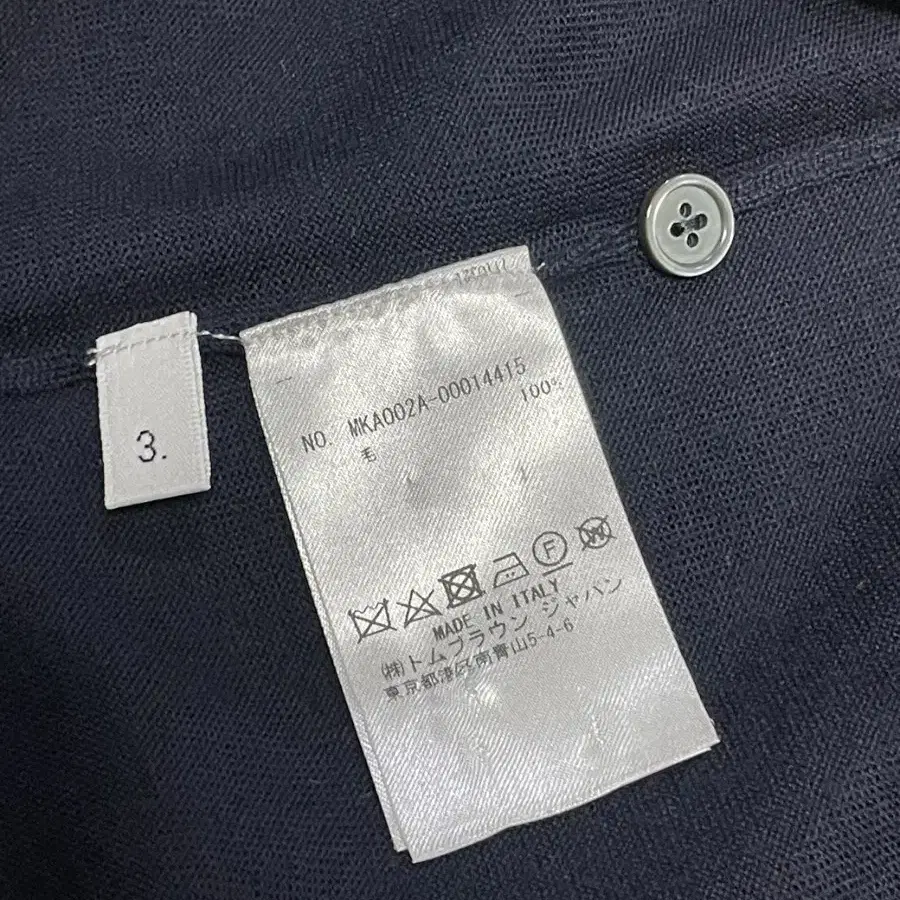 3.
NO. MKA002A-00014415
毛 100%
F W
MADE IN ITALY
(株)トムブラウン ジャパン
東京都港区南青山5-4-6